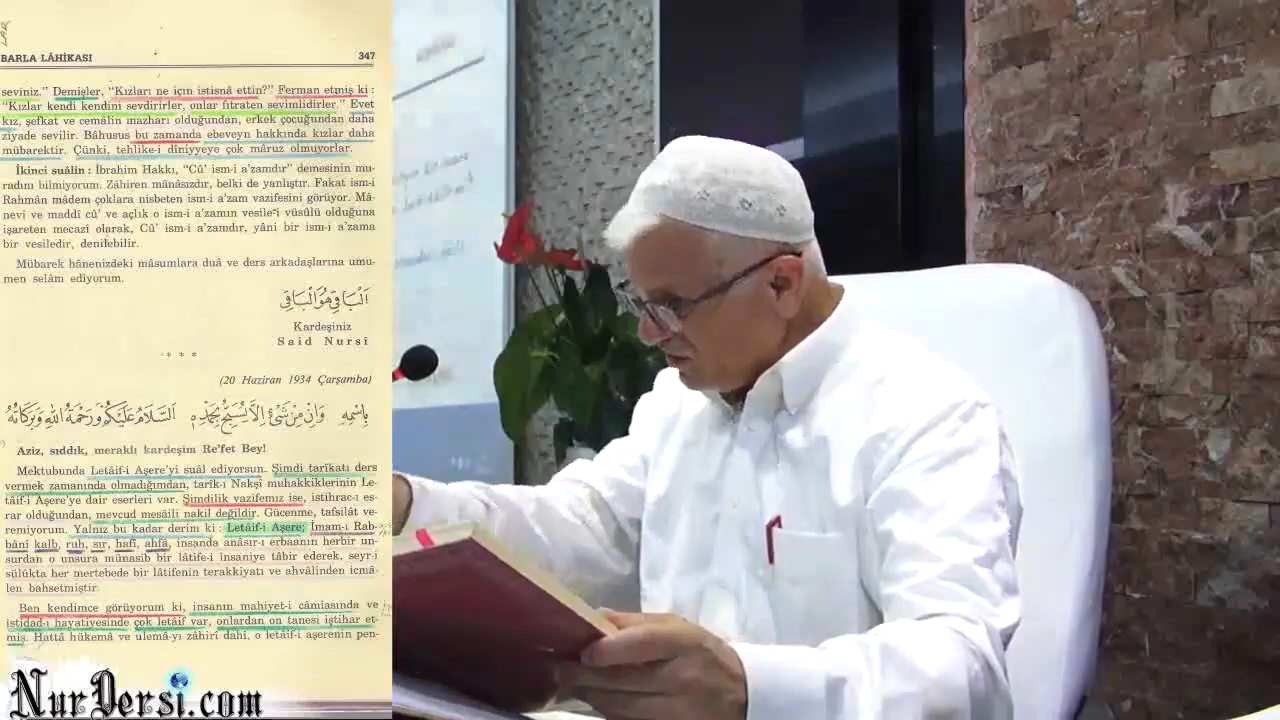 BARLA LÂHİKASI 347
seviniz." Demişler, "Kızları ne için istisnâ ettin?" Ferman etmiş ki :
"Kızlar kendi kendini sevdirirler, onlar fıtraten sevimlidirler." Evet
kız, şefkat ve cemâlin mazharı olduğundan, erkek çocuğundan daha
ziyade sevilir. Bâhusus bu zamanda ebeveyn hakkında kızlar daha
mübarektir. Çünki, tehlike-i dîniyyeye çok mâruz olmuyorlar.
İkinci suâlin : İbrahim Hakkı, "Cû' ism-i a'zamdır" demesinin mu-
radını bilmiyorum. Zâhiren mânâsızdır, belki de yanlıştır. Fakat ism-i
Rahmân mâdem çoklara nisbeten ism-i a'zam vazifesini görüyor. Mâ-
nevi ve maddî cû' ve açlık o ism-i a'zamın vesile-i vüsûlü olduğuna
işareten mecazî olarak, Cû' ism-i a'zamdır, yâni bir ism-i a'zama
bir vesiledir, denilebilir.
Mübarek hânenizdeki mâsumlara duâ ve ders arkadaşlarına umu-
men selâm ediyorum.
اَلْبَاقِي هُوَ الْبَاقِي
Kardeşiniz
Said Nursî
* * *
(20 Haziran 1934 Çarşamba)
بِاسْمِهِ وَاِنْ مِنْ شَيْءٍ اِلَّا يُسَبِّحُ بِحَمْدِهِ اَلسَّلَامُ عَلَيْكُمْ وَرَحْمَةُ اللهِ وَبَرَكَاتُهُ
Aziz, sıddık, meraklı kardeşim Re'fet Bey!
Mektubunda Letâif-i Aşere'yi suâl ediyorsun. Şimdi tarîkatı ders
vermek zamanında olmadığımdan, tarîk-ı Nakşî muhakkiklerinin Le-
tâif-i Aşere'ye dair eserleri var. Şimdilik vazifemiz ise, istihrac-ı es-
rar olduğundan, mevcud mesâili nakil değildir. Gücenme, tafsilât ve-
remiyorum. Yalnız bu kadar derim ki : Letâif-i Aşere; İmam-ı Rab-
bânî kalb, ruh, sır, hafî, ahfâ, insanda anâsır-ı erbaanın herbir un-
surdan o unsura münasib bir lâtife-i insaniye tâbir ederek, seyr-i
sülûkta her mertebede bir lâtifenin terakkiyatı ve ahvâlinden icmâ-
len bahsetmiştir.
Ben kendimce görüyorum ki, insanın mahiyet-i câmiasında ve
istidad-ı hayatiyesinde çok letâif var, onlardan on tanesi iştihar et-
miş. Hattâ hükemâ ve ulemâ-yı zâhirî dahi, o letâif-i aşerenin pen-
NurDersi.com